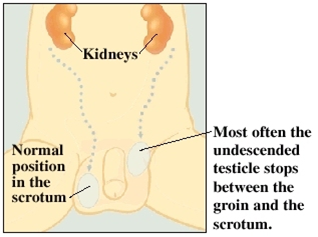 Kidneys
Normal
position
in the
scrotum
Most often the
undescended
testicle stops
between the
groin and the
scrotum.